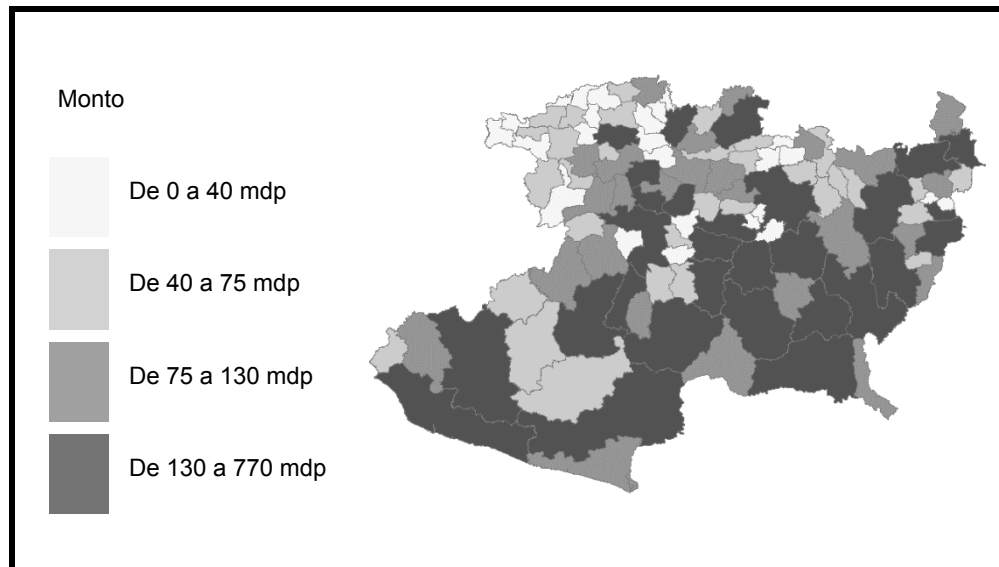 Monto
De 0 a 40 mdp
De 40 a 75 mdp
De 75 a 130 mdp
De 130 a 770 mdp